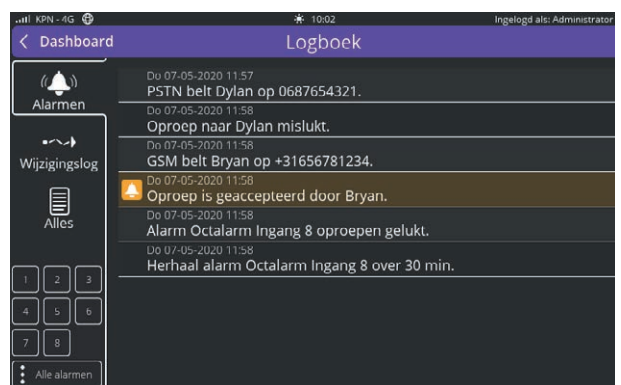 KPN - 4G 10:02 Ingelogd als: Administrator
Dashboard Logboek
Alarmen
Wijzigingslog
Alles
1 2 3
4 5 6
7 8
Alle alarmen
Do 07-05-2020 11:57
PSTN belt Dylan op 0687654321.
Do 07-05-2020 11:58
Oproep naar Dylan mislukt.
Do 07-05-2020 11:58
GSM belt Bryan op +31656781234.
Do 07-05-2020 11:58
Oproep is geaccepteerd door Bryan.
Do 07-05-2020 11:58
Alarm Octalarm Ingang 8 oproepen gelukt.
Do 07-05-2020 11:58
Herhaal alarm Octalarm Ingang 8 over 30 min.